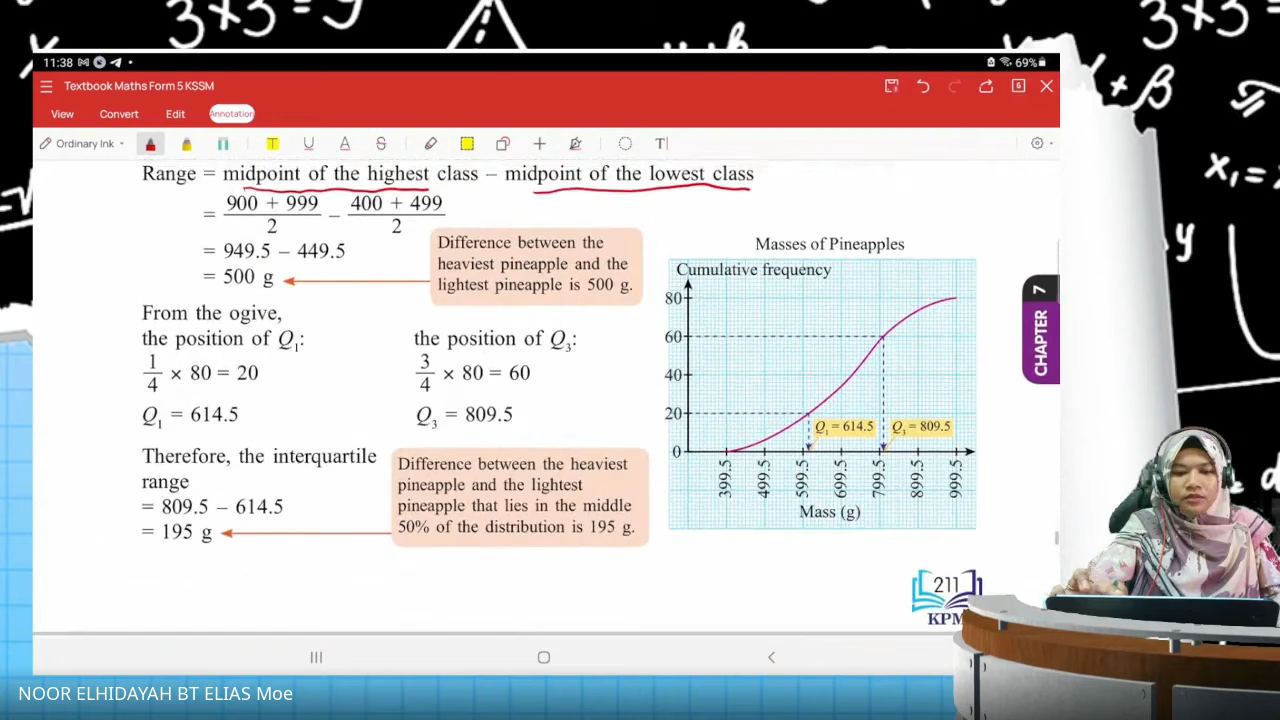 3×3=y
3×3=
x + β
x₁=
y
11:38
69%
Textbook Maths Form 5 KSSM
6
View Convert Edit Annotation
Ordinary Ink
Range = midpoint of the highest class – midpoint of the lowest class
= (900 + 999)/2 – (400 + 499)/2
= 949.5 – 449.5
= 500 g
Difference between the
heaviest pineapple and the
lightest pineapple is 500 g.
From the ogive,
the position of Q₁:
1/4 × 80 = 20
Q₁ = 614.5
the position of Q₃:
3/4 × 80 = 60
Q₃ = 809.5
Therefore, the interquartile
range
= 809.5 – 614.5
= 195 g
Difference between the heaviest
pineapple and the lightest
pineapple that lies in the middle
50% of the distribution is 195 g.
Masses of Pineapples
Cumulative frequency
80
60
40
20
0
Q₁ = 614.5
Q₃ = 809.5
399.5
499.5
599.5
699.5
799.5
899.5
999.5
Mass (g)
CHAPTER 7
211
KPM
NOOR ELHIDAYAH BT ELIAS Moe